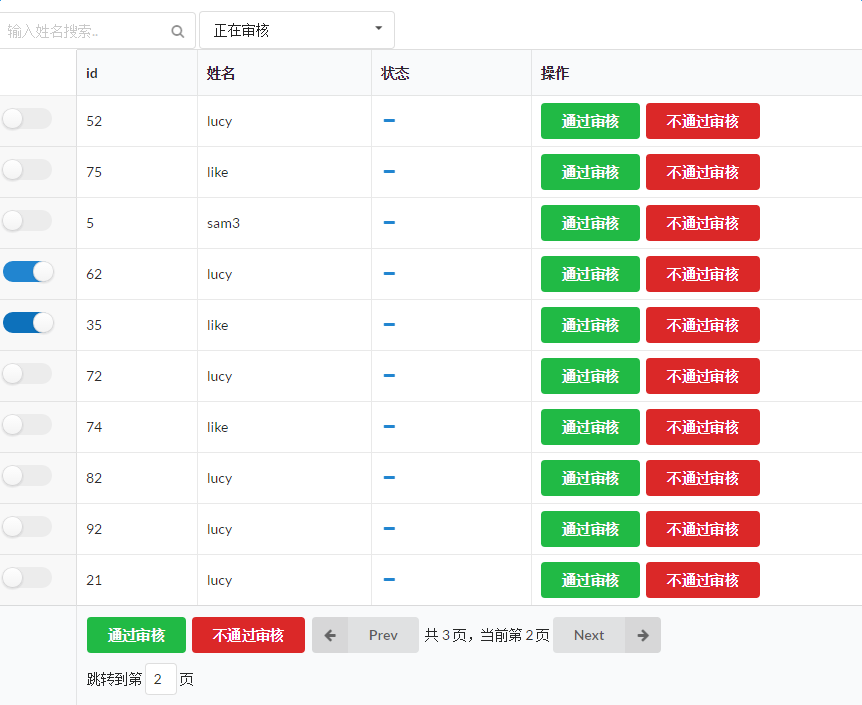 输入姓名搜索.. 正在审核
id 姓名 状态 操作
52 lucy 通过审核 不通过审核
75 like 通过审核 不通过审核
5 sam3 通过审核 不通过审核
62 lucy 通过审核 不通过审核
35 like 通过审核 不通过审核
72 lucy 通过审核 不通过审核
74 like 通过审核 不通过审核
82 lucy 通过审核 不通过审核
92 lucy 通过审核 不通过审核
21 lucy 通过审核 不通过审核
通过审核 不通过审核 Prev 共 3 页，当前第 2 页 Next
跳转到第 2 页